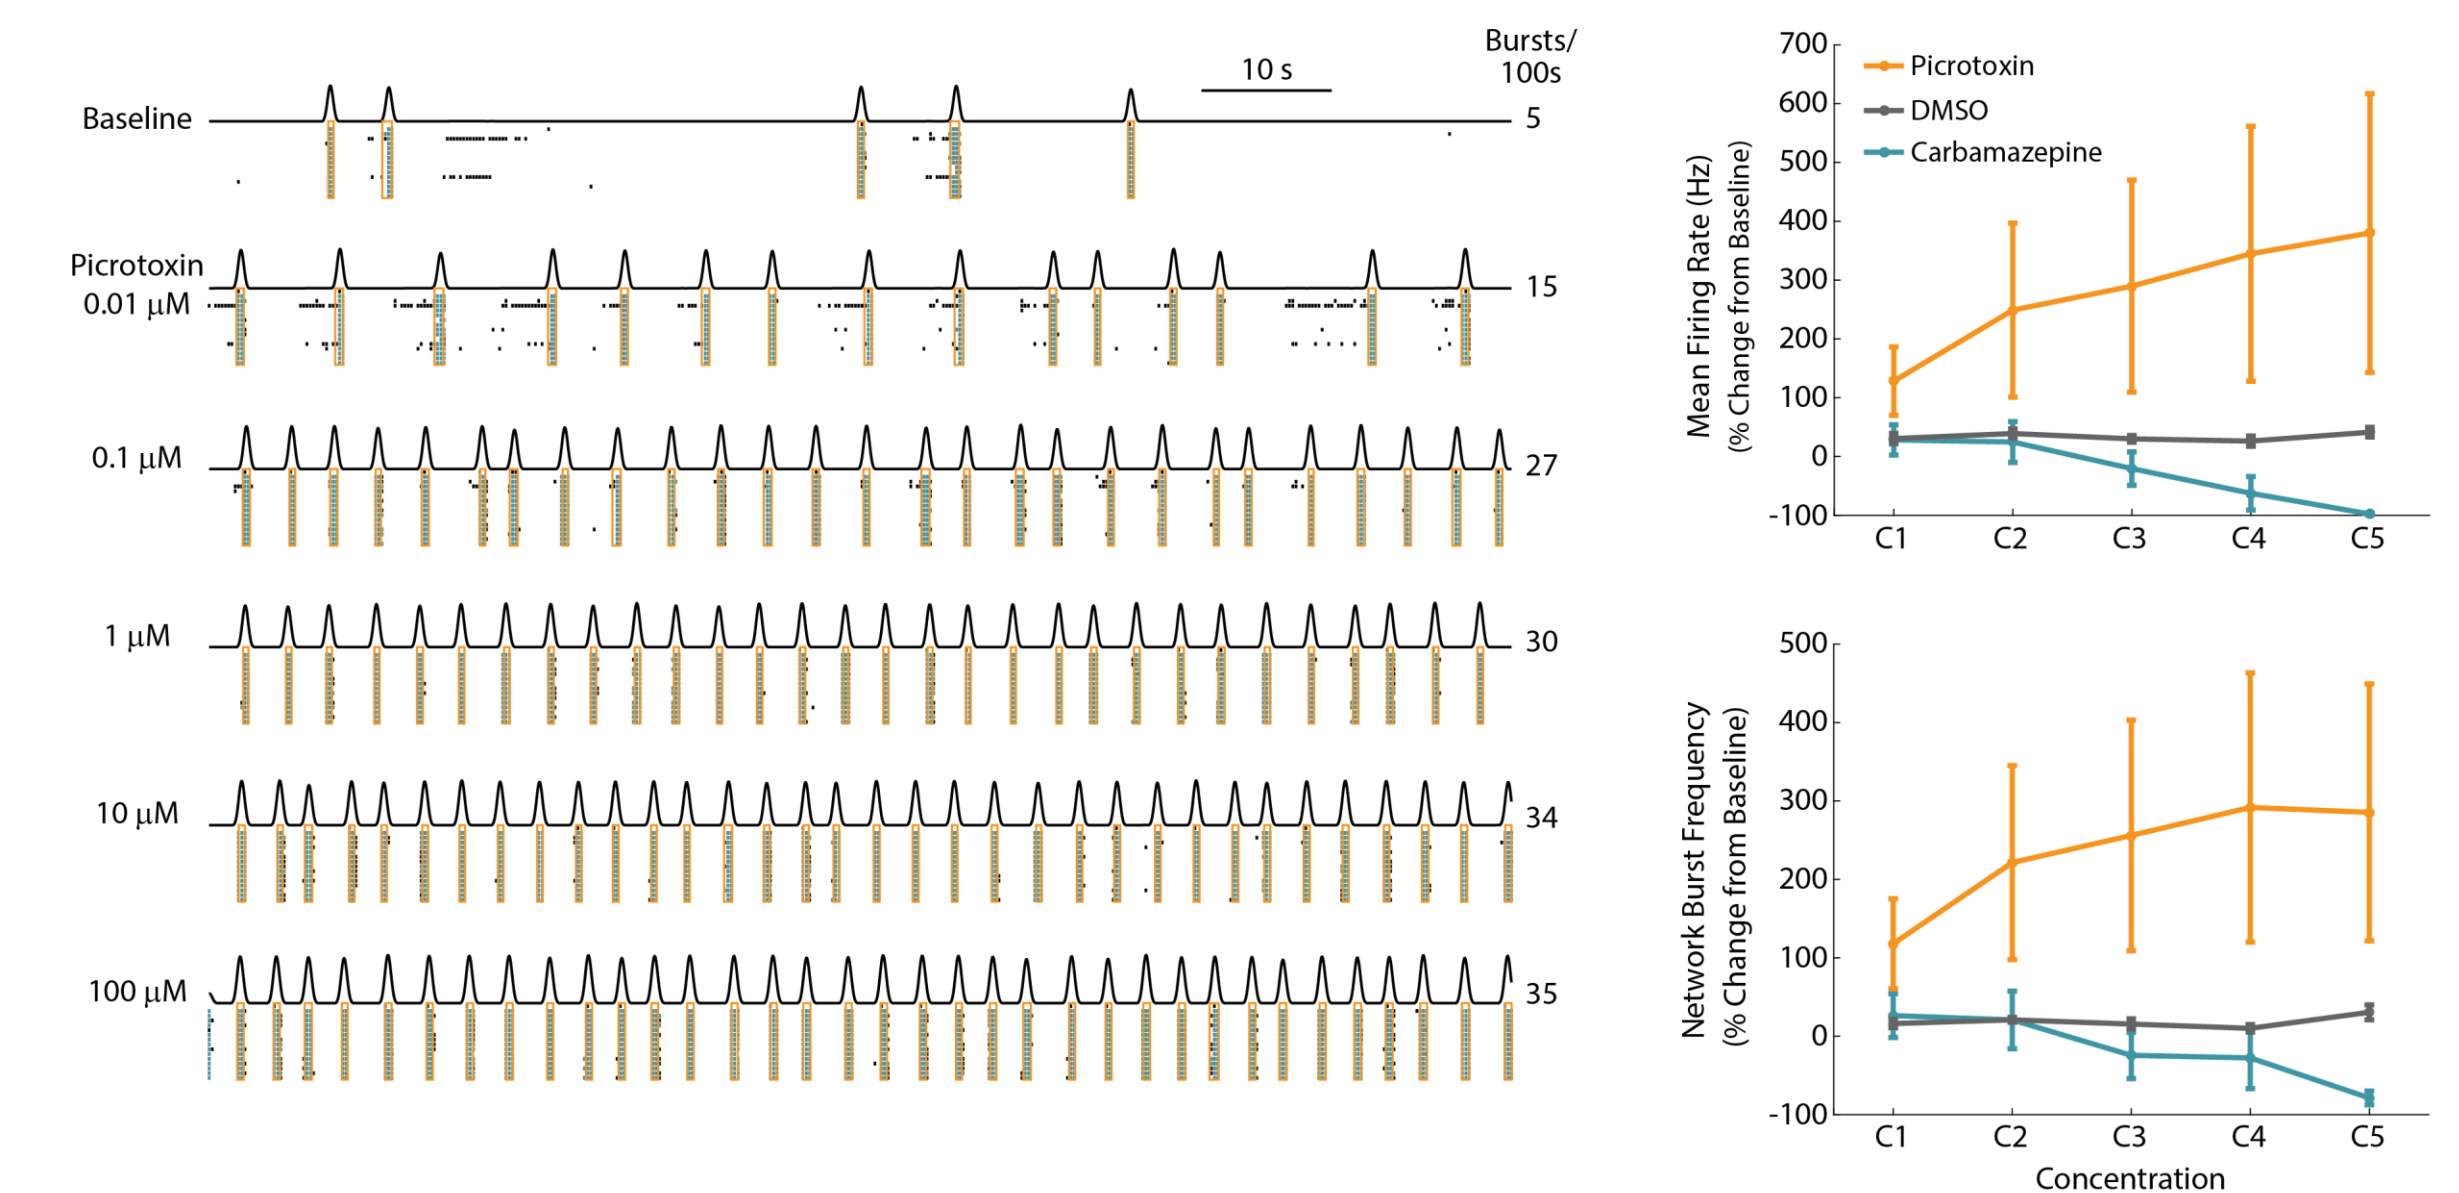 Bursts/
100s
10 s
Baseline
5
Picrotoxin
0.01 μM
15
0.1 μM
27
1 μM
30
10 μM
34
100 μM
35
Mean Firing Rate (Hz)
(% Change from Baseline)
700
600
500
400
300
200
100
0
-100
Picrotoxin
DMSO
Carbamazepine
C1 C2 C3 C4 C5
Network Burst Frequency
(% Change from Baseline)
500
400
300
200
100
0
-100
C1 C2 C3 C4 C5
Concentration